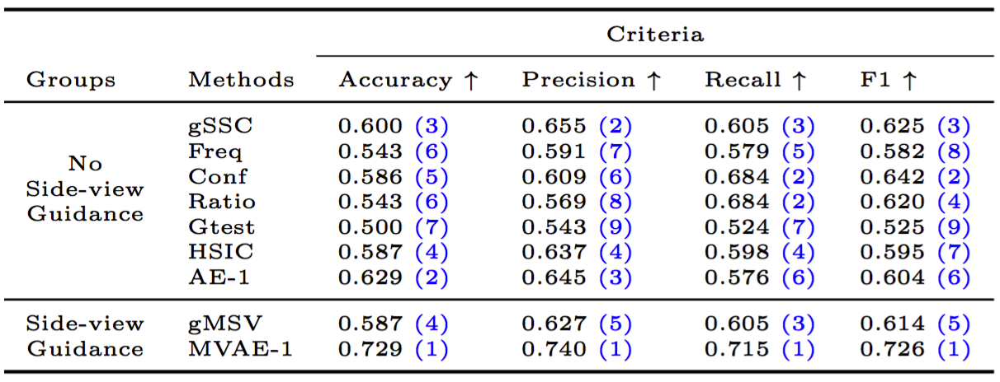 Criteria
Groups Methods Accuracy ↑ Precision ↑ Recall ↑ F1 ↑
No Side-view Guidance
gSSC 0.600 (3) 0.655 (2) 0.605 (3) 0.625 (3)
Freq 0.543 (6) 0.591 (7) 0.579 (5) 0.582 (8)
Conf 0.586 (5) 0.609 (6) 0.684 (2) 0.642 (2)
Ratio 0.543 (6) 0.569 (8) 0.684 (2) 0.620 (4)
Gtest 0.500 (7) 0.543 (9) 0.524 (7) 0.525 (9)
HSIC 0.587 (4) 0.637 (4) 0.598 (4) 0.595 (7)
AE-1 0.629 (2) 0.645 (3) 0.576 (6) 0.604 (6)
Side-view gMSV 0.587 (4) 0.627 (5) 0.605 (3) 0.614 (5)
Guidance MVAE-1 0.729 (1) 0.740 (1) 0.715 (1) 0.726 (1)